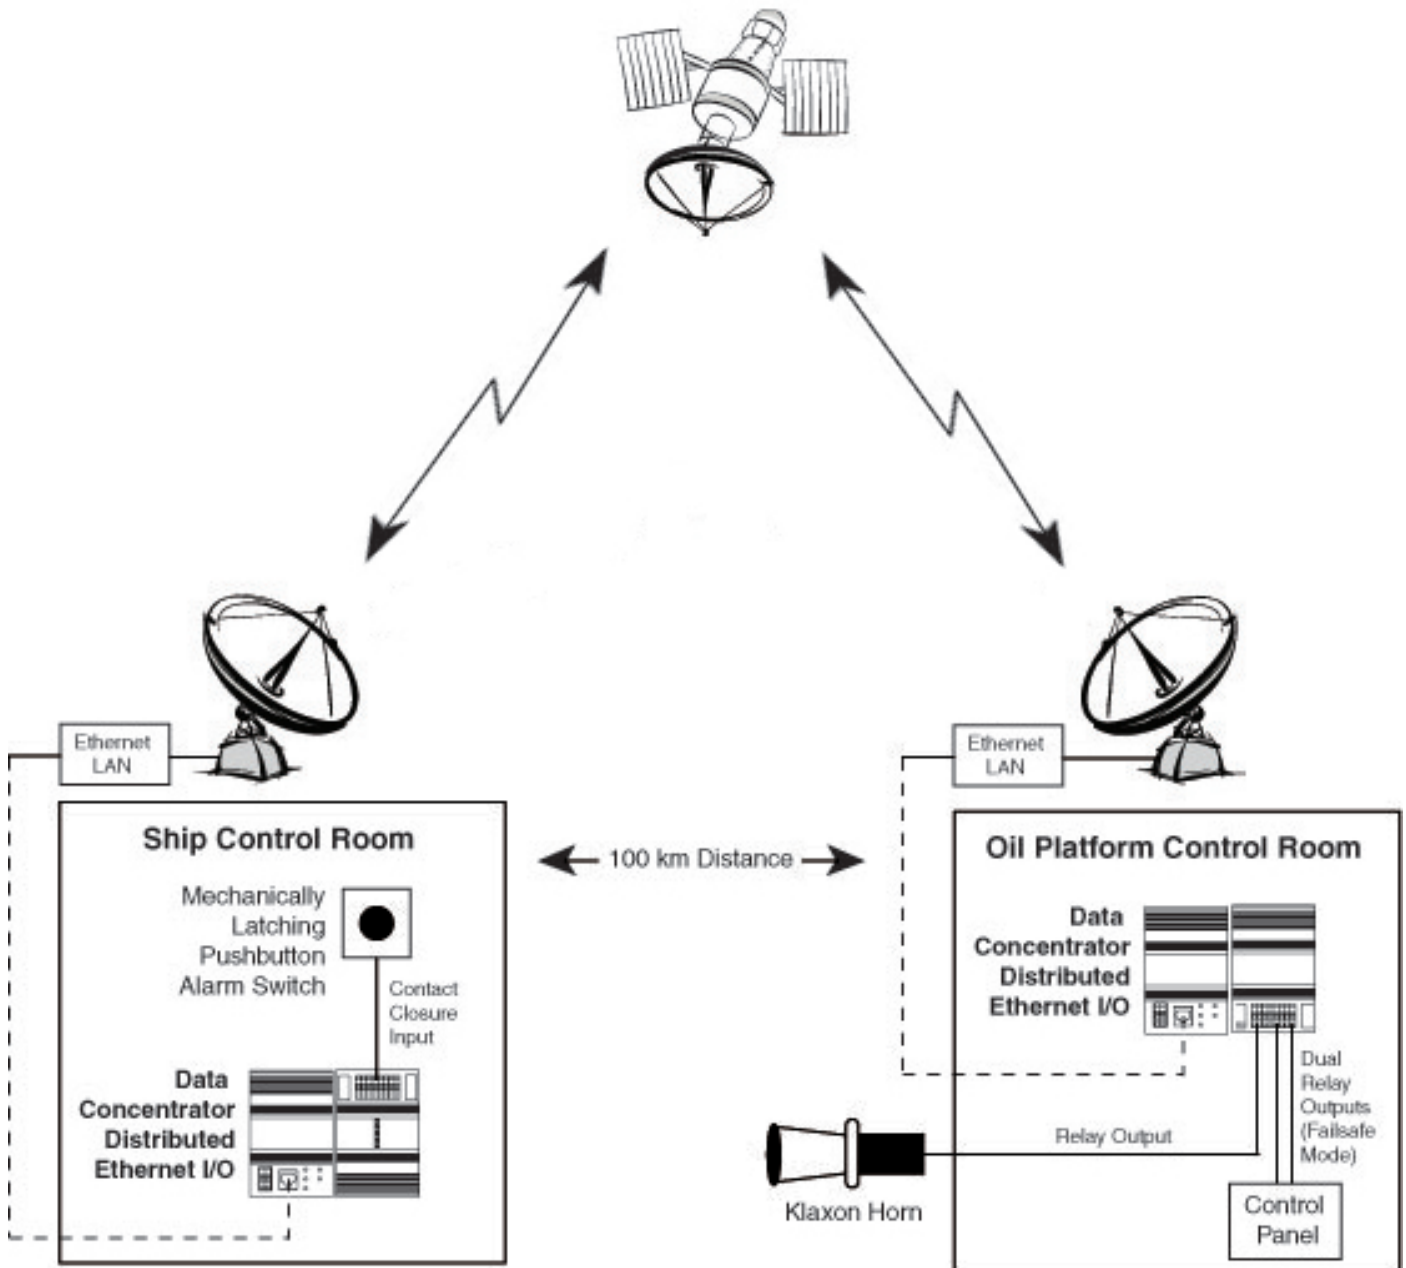 Ethernet
LAN
Ethernet
LAN
Ship Control Room
Mechanically
Latching
Pushbutton
Alarm Switch
Contact
Closure
Input
Data
Concentrator
Distributed
Ethernet I/O
100 km Distance
Oil Platform Control Room
Data
Concentrator
Distributed
Ethernet I/O
Dual
Relay
Outputs
(Failsafe
Mode)
Relay Output
Klaxon Horn
Control
Panel